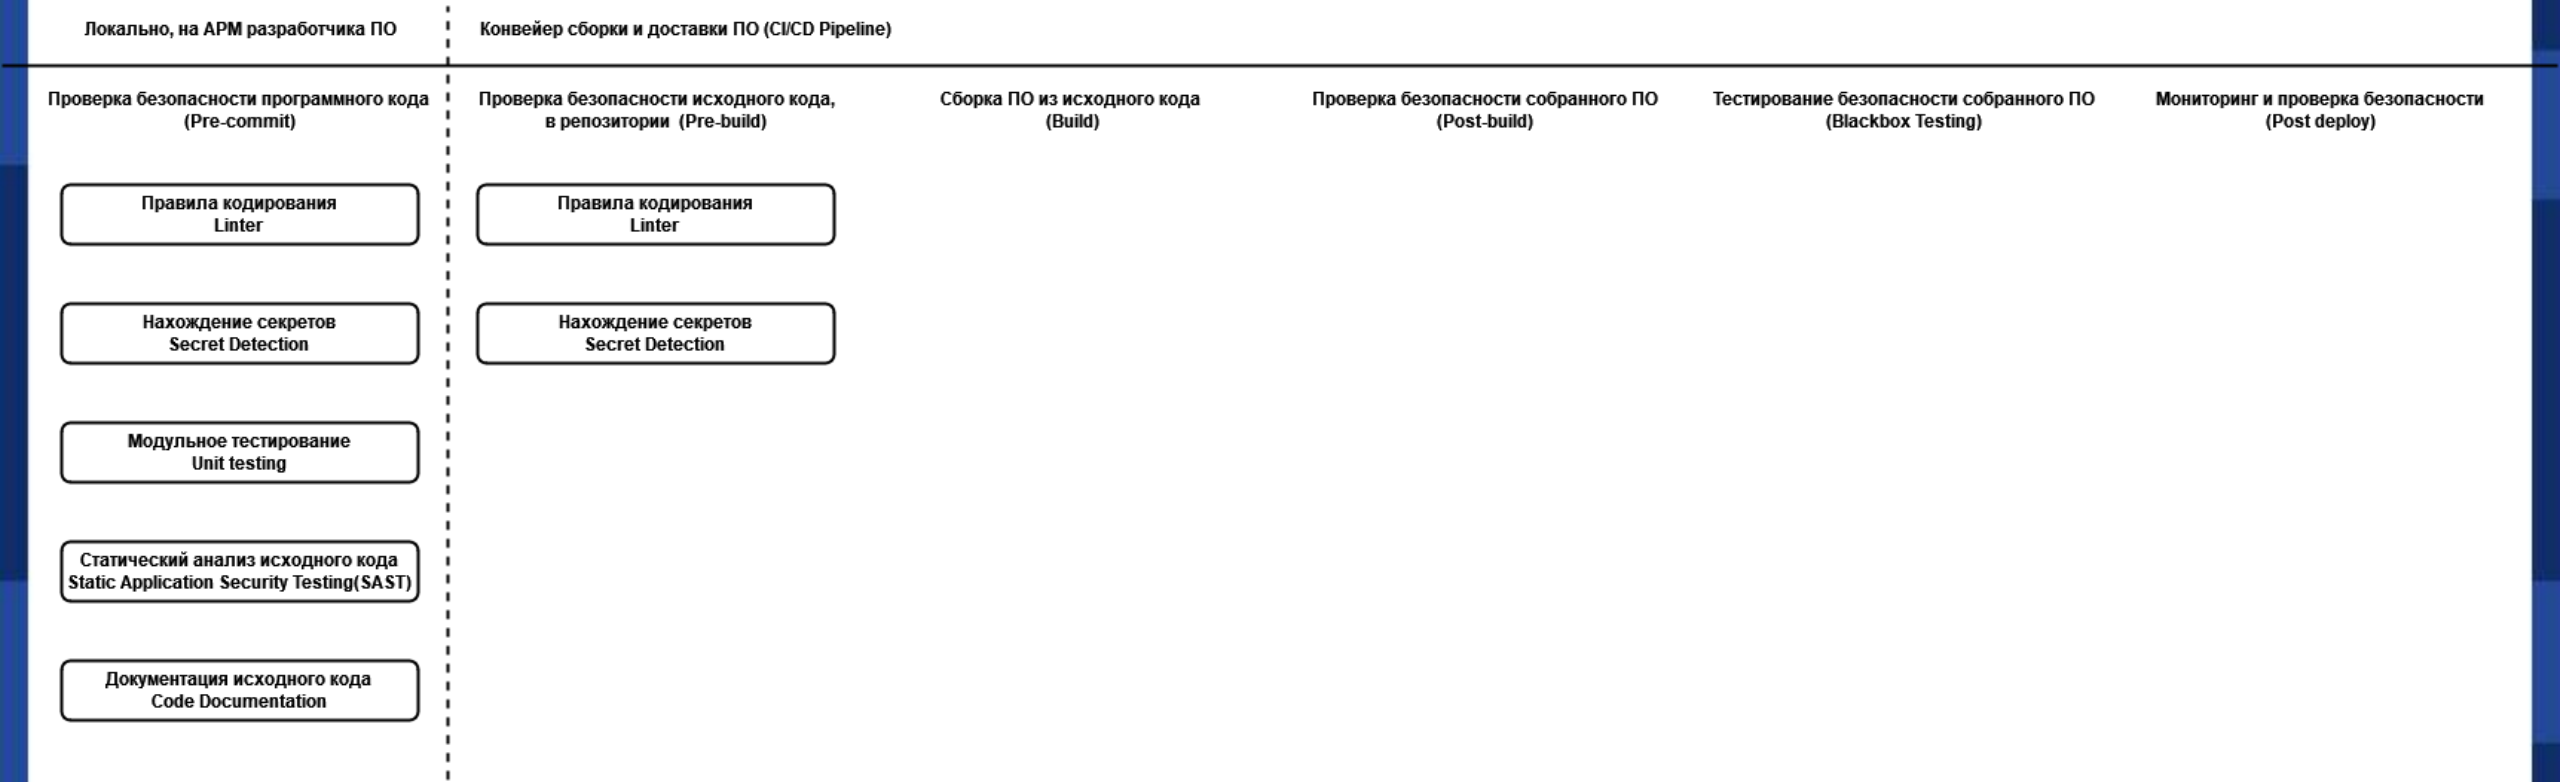 Локально, на АРМ разработчика ПО
Конвейер сборки и доставки ПО (CI/CD Pipeline)
Проверка безопасности программного кода
(Pre-commit)
Проверка безопасности исходного кода,
в репозитории (Pre-build)
Сборка ПО из исходного кода
(Build)
Проверка безопасности собранного ПО
(Post-build)
Тестирование безопасности собранного ПО
(Blackbox Testing)
Мониторинг и проверка безопасности
(Post deploy)
Правила кодирования
Linter
Нахождение секретов
Secret Detection
Модульное тестирование
Unit testing
Статический анализ исходного кода
Static Application Security Testing(SAST)
Документация исходного кода
Code Documentation
Правила кодирования
Linter
Нахождение секретов
Secret Detection